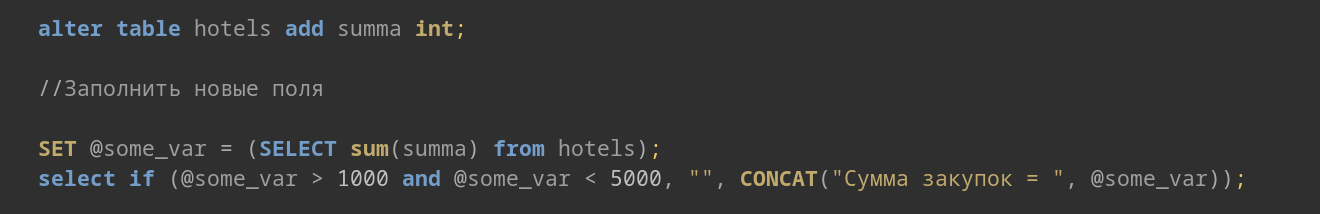 alter table hotels add summa int;
//Заполнить новые поля
SET @some_var = (SELECT sum(summa) from hotels);
select if (@some_var > 1000 and @some_var < 5000, "", CONCAT("Сумма закупок = ", @some_var));